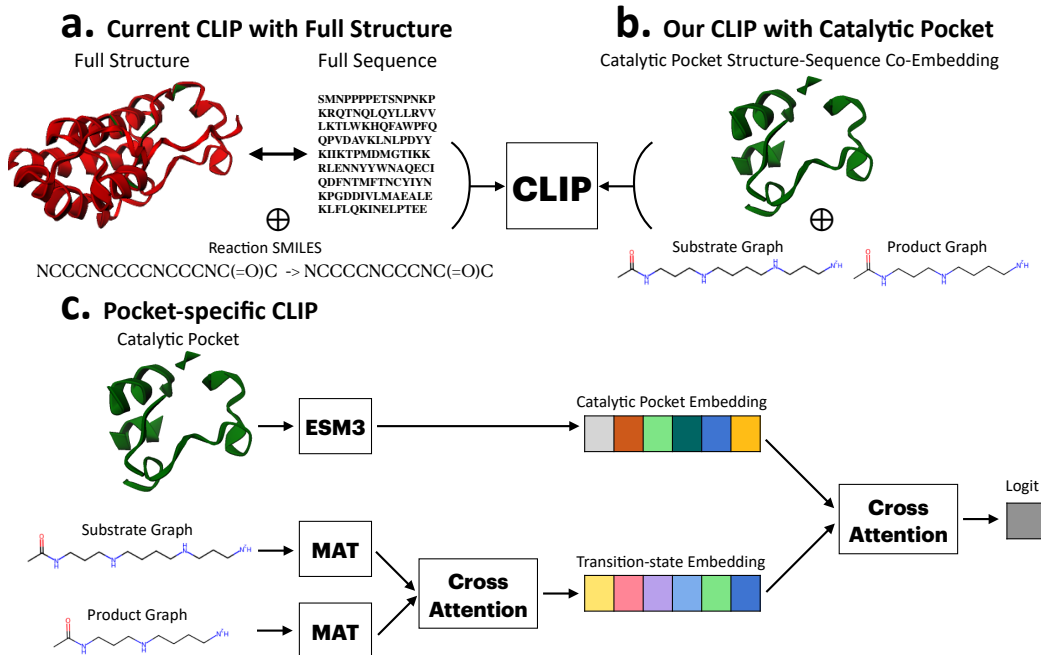 a. Current CLIP with Full Structure
Full Structure
Full Sequence
SMNPPPPETSNPNKP
KRQTNQLQYLLRVV
LKTLWKHQFAWPFQ
QPVDAVKLNLPDYY
KIIKTPMDMGTIKK
RLENNYYWNAQECI
QDFNTMFTNCYIYN
KPGDDIVLMAEALE
KLFLQKINELPTEE
Reaction SMILES
NCCCNCCCCNCCCNC(=O)C -> NCCCCNCCCNC(=O)C
CLIP
b. Our CLIP with Catalytic Pocket
Catalytic Pocket Structure-Sequence Co-Embedding
Substrate Graph
Product Graph
c. Pocket-specific CLIP
Catalytic Pocket
ESM3
Catalytic Pocket Embedding
Substrate Graph
MAT
Product Graph
MAT
Cross
Attention
Transition-state Embedding
Cross
Attention
Logit